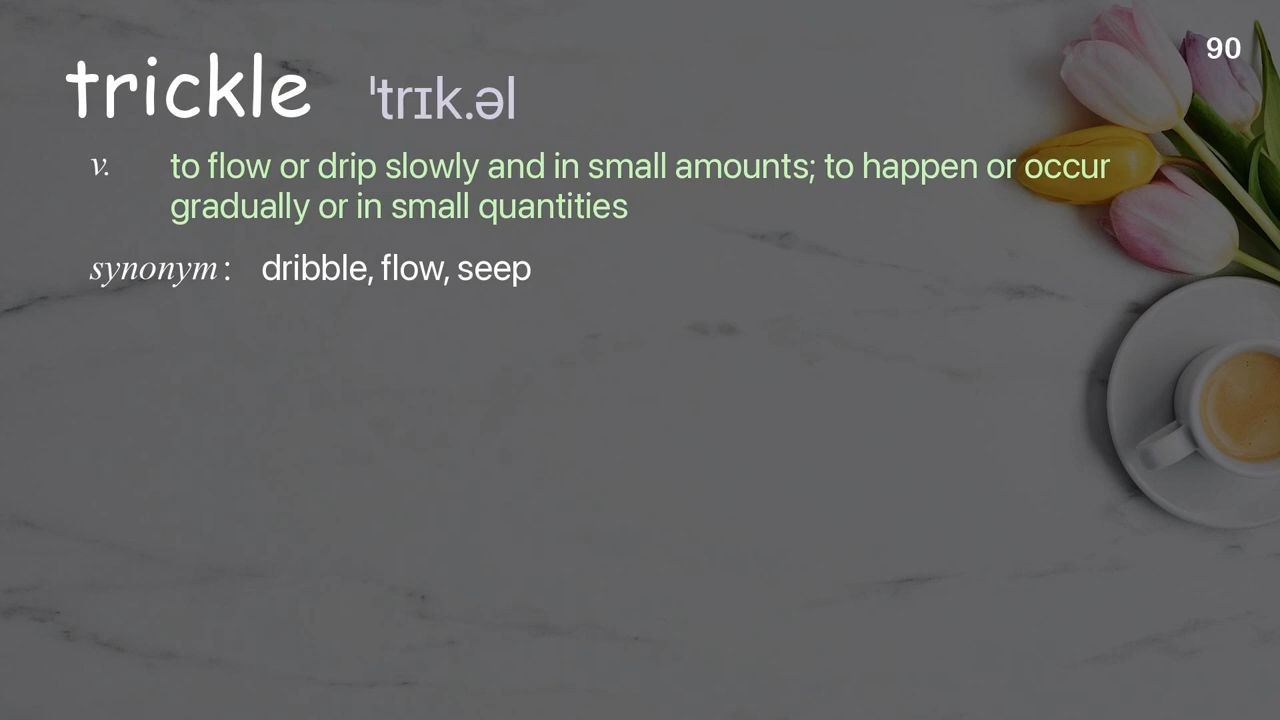 90
trickle ˈtrɪk.əl
v. to flow or drip slowly and in small amounts; to happen or occur
gradually or in small quantities
synonym : dribble, flow, seep